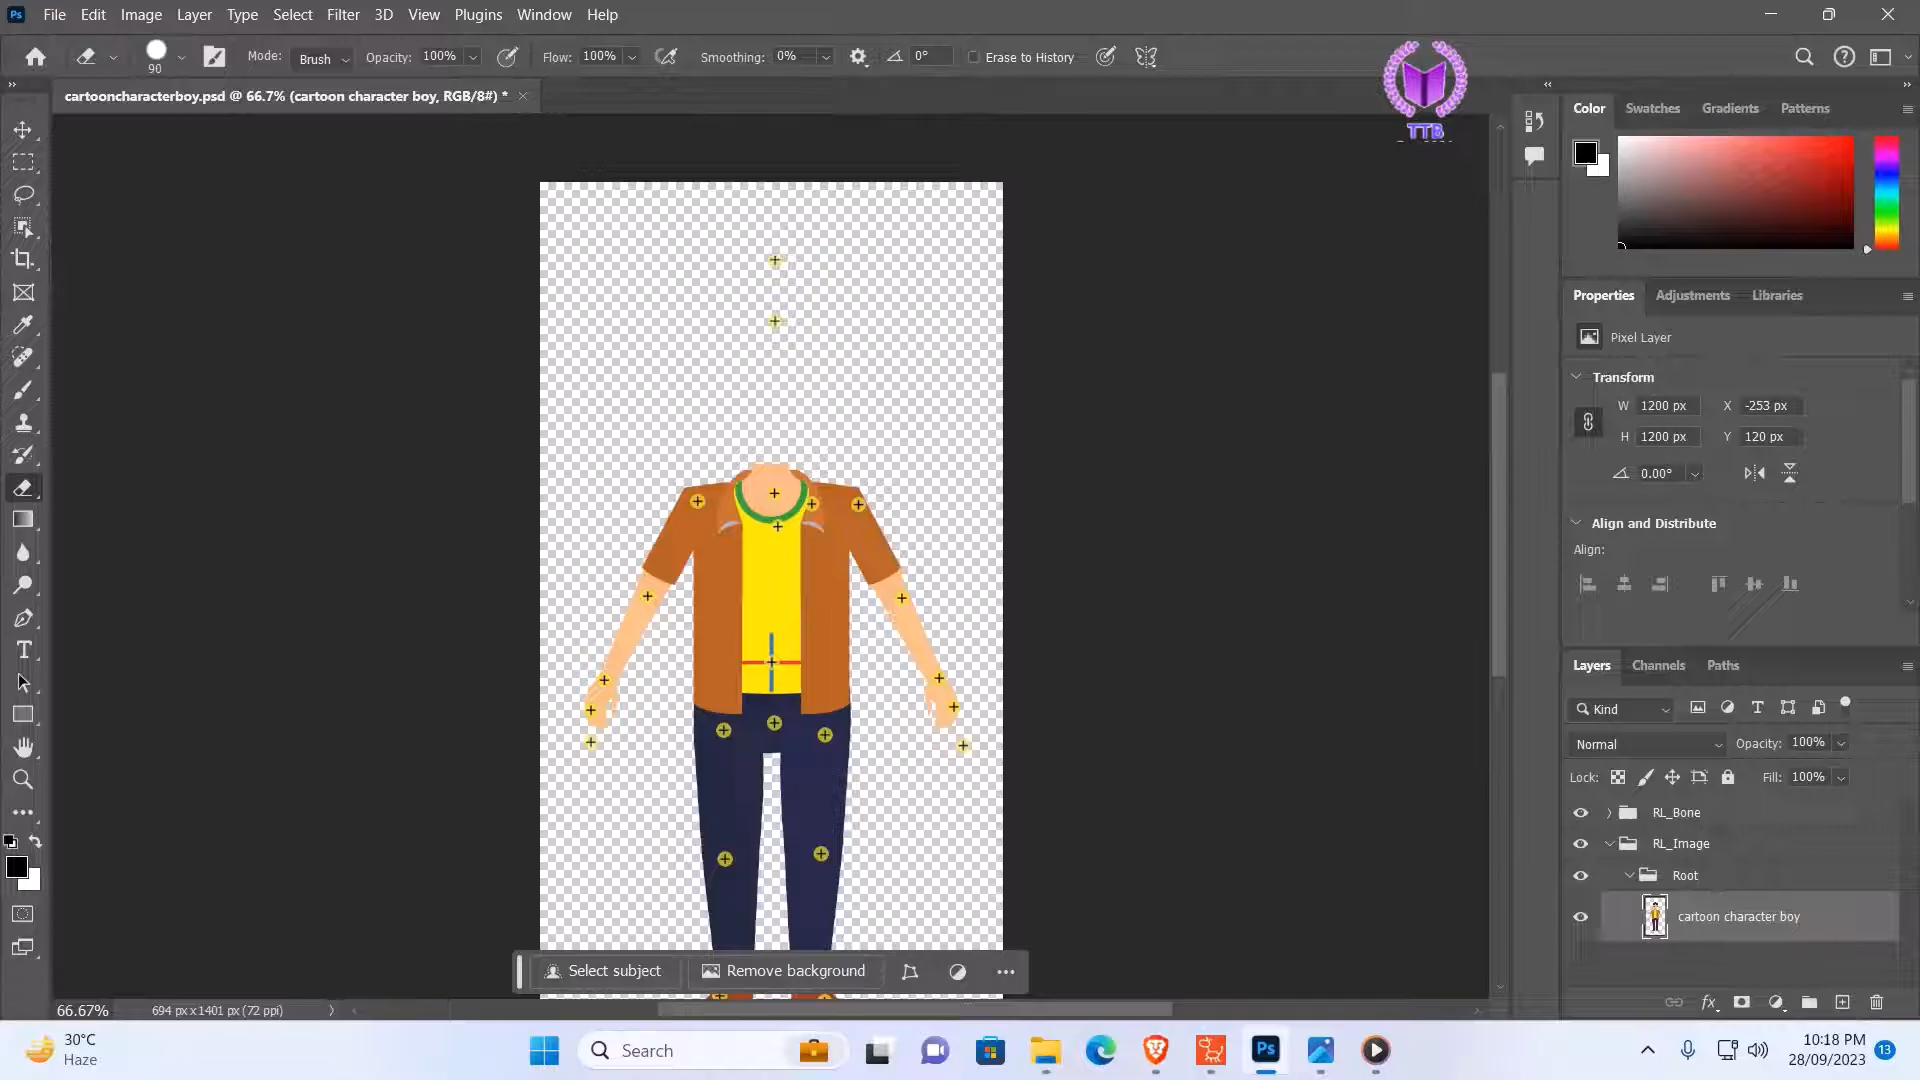 Ps File Edit Image Layer Type Select Filter 3D View Plugins Window Help
90 Mode: Brush Opacity: 100% Flow: 100% Smoothing: 0% 0° Erase to History
cartooncharacterboy.psd @ 66.7% (cartoon character boy, RGB/8#) *
TTB
Color Swatches Gradients Patterns
Properties Adjustments Libraries
Pixel Layer
Transform
W 1200 px X -253 px
H 1200 px Y 120 px
0.00°
Align and Distribute
Align:
Layers Channels Paths
Kind
Normal Opacity: 100%
Lock: Fill: 100%
RL_Bone
RL_Image
Root
cartoon character boy
fx
Select subject Remove background
66.67% 694 px x 1401 px (72 ppi)
30°C
Haze
Search
Ps
10:18 PM
28/09/2023
13